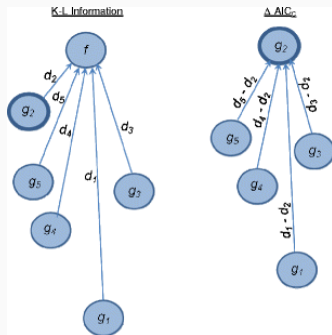 K-L Information
Δ AICc
f
g2
d2
d5
d4
d3
g2
d1
d5 - d2
d4 - d2
d3 - d2
g5
g3
g5
g3
g4
g4
d1 - d2
g1
g1